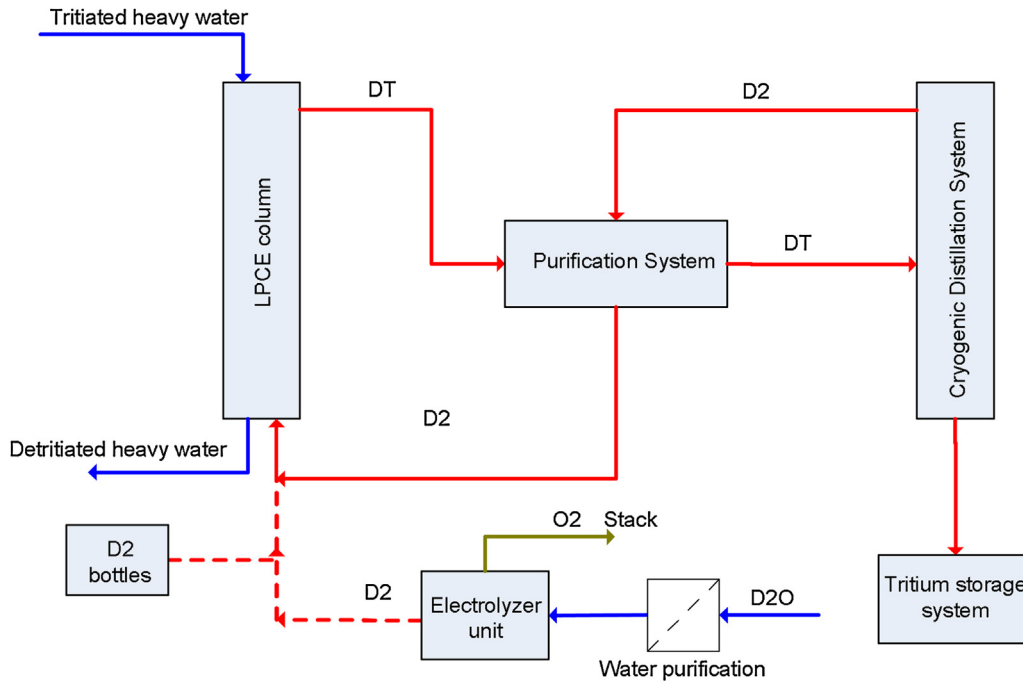 Tritiated heavy water
DT
D2
LPCE column
Purification System
DT
Cryogenic Distillation System
D2
Detritiated heavy water
O2
Stack
D2
bottles
D2
Electrolyzer
unit
D2O
Water purification
Tritium storage
system